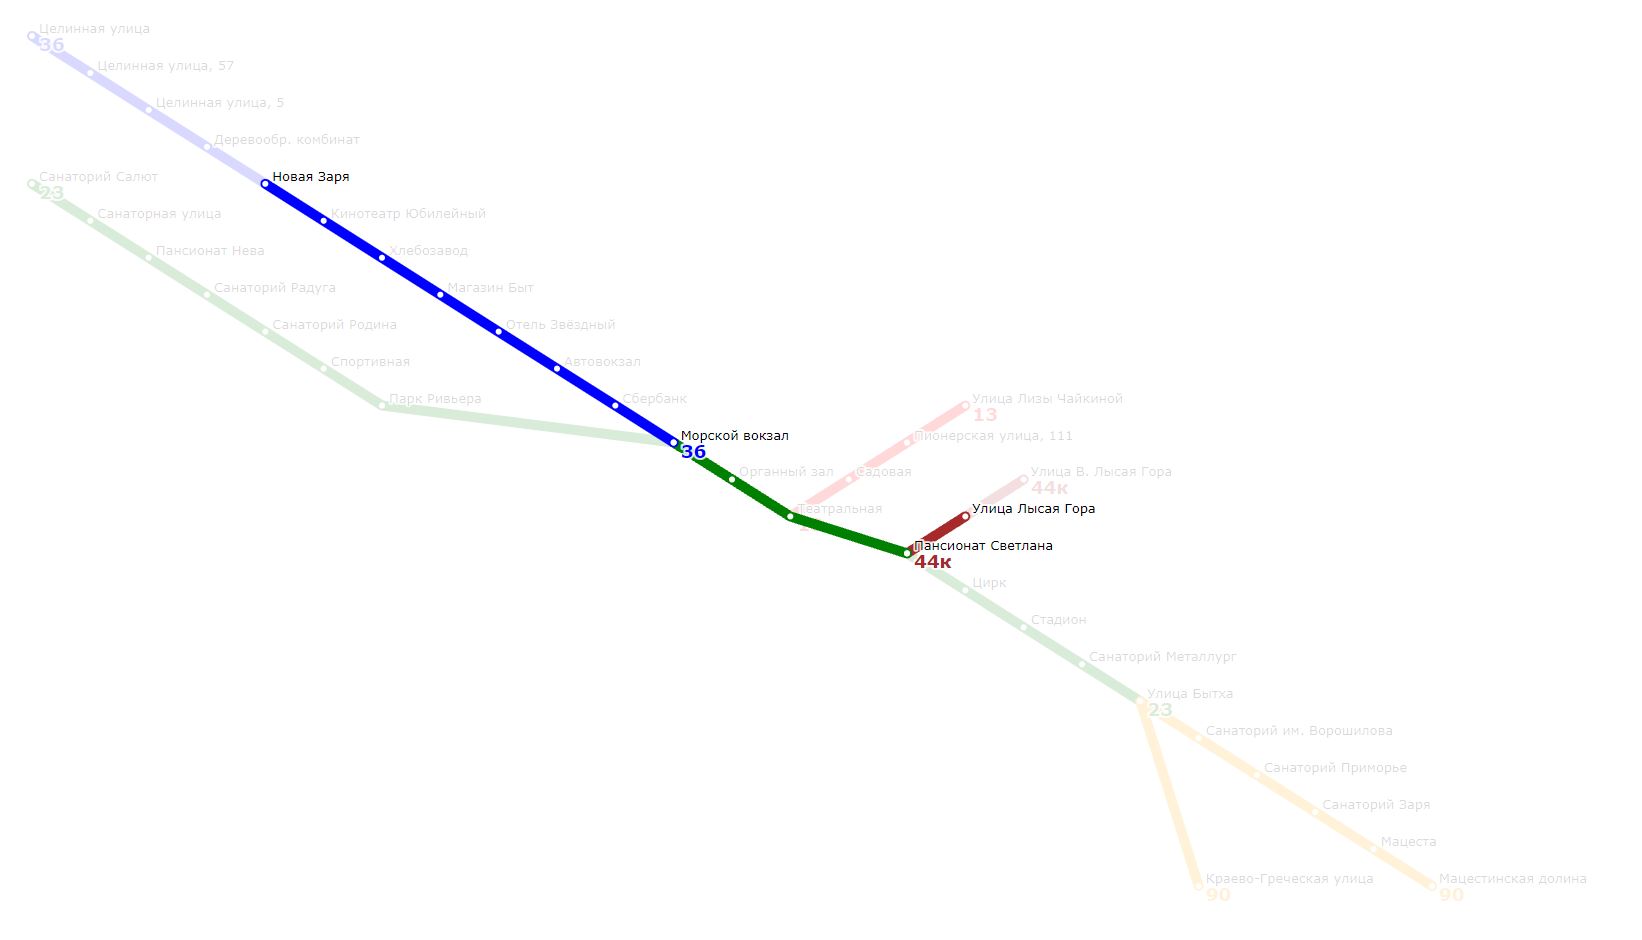 Целинная улица
36
Целинная улица, 57
Целинная улица, 5
Деревообр. комбинат
Санаторий Салют
23
Новая Заря
Санаторная улица
Кинотеатр Юбилейный
Пансионат Нева
Хлебозавод
Санаторий Радуга
Магазин Быт
Санаторий Родина
Отель Звёздный
Спортивная
Автовокзал
Парк Ривьера
Сбербанк
Улица Лизы Чайкиной
13
Морской вокзал
36
Пионерская улица, 111
Органный зал
Садовая
Улица В. Лысая Гора
44к
Театральная
Улица Лысая Гора
Пансионат Светлана
44к
Цирк
Стадион
Санаторий Металлург
Улица Бытха
23
Санаторий им. Ворошилова
Санаторий Приморье
Санаторий Заря
Мацеста
Краево-Греческая улица
90
Мацестинская долина
90